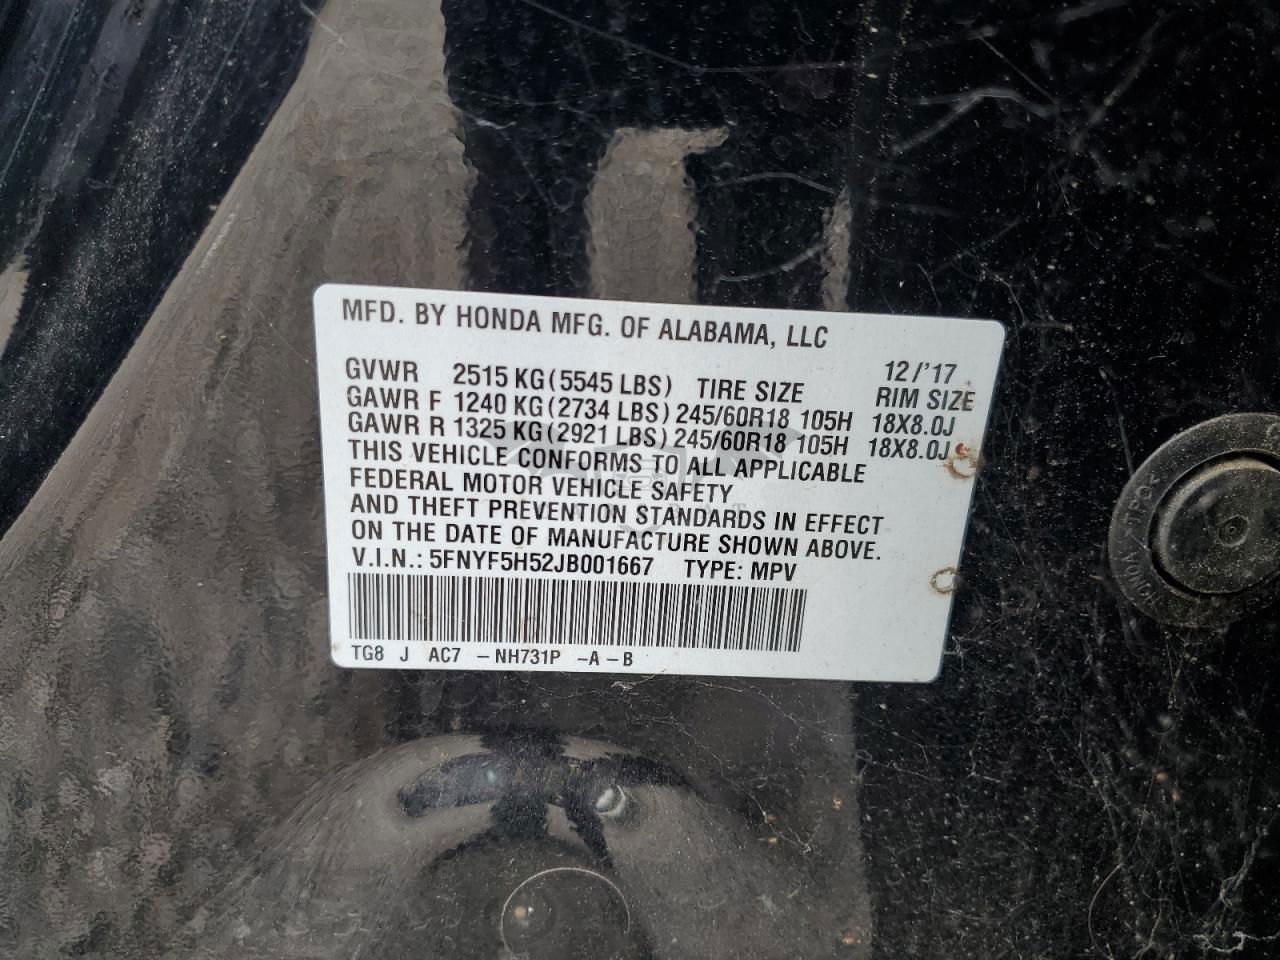 MFD. BY HONDA MFG. OF ALABAMA, LLC
12/'17
GVWR 2515 KG (5545 LBS) TIRE SIZE RIM SIZE
GAWR F 1240 KG (2734 LBS) 245/60R18 105H 18X8.0J
GAWR R 1325 KG (2921 LBS) 245/60R18 105H 18X8.0J
THIS VEHICLE CONFORMS TO ALL APPLICABLE
FEDERAL MOTOR VEHICLE SAFETY
AND THEFT PREVENTION STANDARDS IN EFFECT
ON THE DATE OF MANUFACTURE SHOWN ABOVE.
V.I.N.: 5FNYF5H52JB001667 TYPE: MPV
TG8 J AC7 -NH731P -A-B